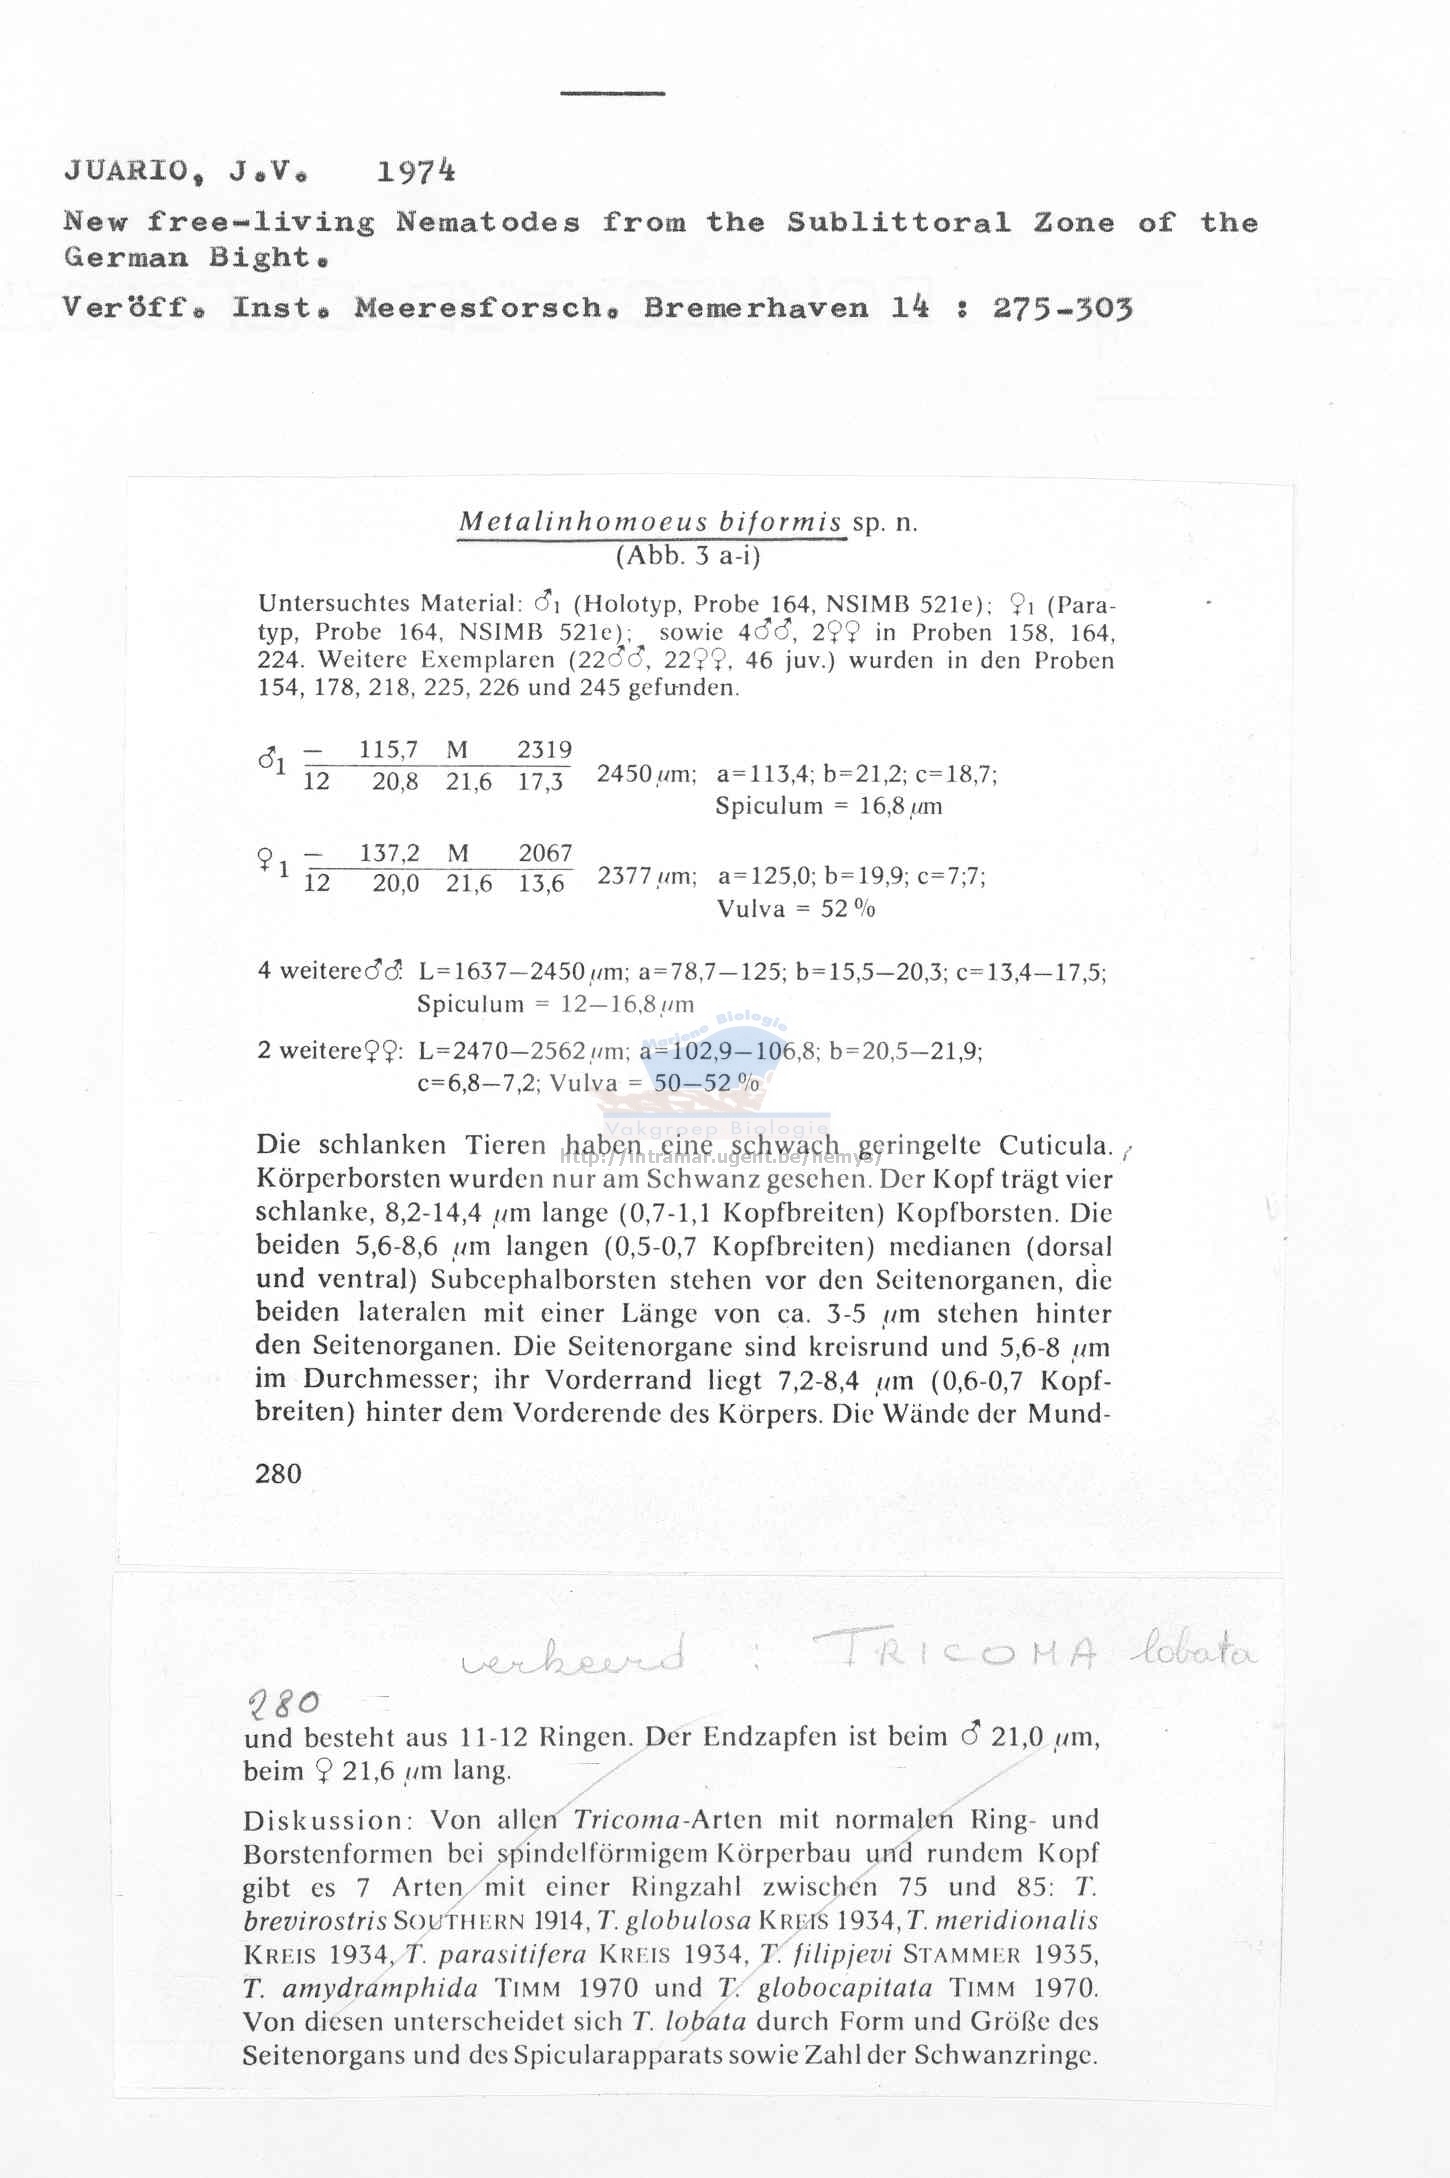 JUARIO, J.V. 1974
New free-living Nematodes from the Sublittoral Zone of the
German Bight.
Veröff. Inst. Meeresforsch. Bremerhaven 14 : 275-303
Metalinhomoeus biformis sp. n.
(Abb. 3 a-i)
Untersuchtes Material: ♂1 (Holotyp, Probe 164, NSIMB 521e); ♀1 (Para-
typ, Probe 164, NSIMB 521e); sowie 4♂♂, 2♀♀ in Proben 158, 164,
224. Weitere Exemplaren (22♂♂, 22♀♀, 46 juv.) wurden in den Proben
154, 178, 218, 225, 226 und 245 gefunden.
— 115,7 M 2319
♂1
12 20,8 21,6 17,3 2450 µm; a=113,4; b=21,2; c=18,7;
Spiculum = 16,8 µm
— 137,2 M 2067
♀1
12 20,0 21,6 13,6 2377 µm; a=125,0; b=19,9; c=7;7;
Vulva = 52 %
4 weitere♂♂: L=1637—2450 µm; a=78,7—125; b=15,5—20,3; c=13,4—17,5;
Spiculum = 12—16,8 µm
2 weitere♀♀: L=2470—2562 µm; a=102,9—106,8; b=20,5—21,9;
c=6,8—7,2; Vulva = 50—52 %
Mariene Biologie
Vakgroep Biologie
http://intramar.ugent.be/nemys/
Die schlanken Tieren haben eine schwach geringelte Cuticula.
Körperborsten wurden nur am Schwanz gesehen. Der Kopf trägt vier
schlanke, 8,2-14,4 µm lange (0,7-1,1 Kopfbreiten) Kopfborsten. Die
beiden 5,6-8,6 µm langen (0,5-0,7 Kopfbreiten) medianen (dorsal
und ventral) Subcephalborsten stehen vor den Seitenorganen, die
beiden lateralen mit einer Länge von ca. 3-5 µm stehen hinter
den Seitenorganen. Die Seitenorgane sind kreisrund und 5,6-8 µm
im Durchmesser; ihr Vorderrand liegt 7,2-8,4 µm (0,6-0,7 Kopf-
breiten) hinter dem Vorderende des Körpers. Die Wände der Mund-
280
verkeerd : TRICOMA lobata
280
und besteht aus 11-12 Ringen. Der Endzapfen ist beim ♂ 21,0 µm,
beim ♀ 21,6 µm lang.
Diskussion: Von allen Tricoma-Arten mit normalen Ring- und
Borstenformen bei spindelförmigem Körperbau und rundem Kopf
gibt es 7 Arten mit einer Ringzahl zwischen 75 und 85: T.
brevirostris SOUTHERN 1914, T. globulosa KREIS 1934, T. meridionalis
KREIS 1934, T. parasitifera KREIS 1934, T. filipjevi STAMMER 1935,
T. amydramphida TIMM 1970 und T. globocapitata TIMM 1970.
Von diesen unterscheidet sich T. lobata durch Form und Größe des
Seitenorgans und des Spicularapparats sowie Zahl der Schwanzringe.